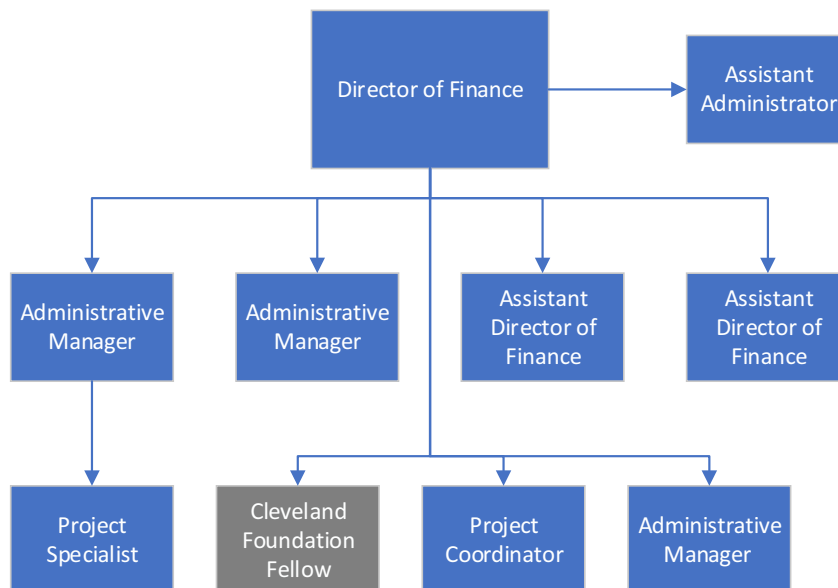 Director of Finance
Assistant
Administrator
Administrative
Manager
Administrative
Manager
Assistant
Director of
Finance
Assistant
Director of
Finance
Project
Specialist
Cleveland
Foundation
Fellow
Project
Coordinator
Administrative
Manager